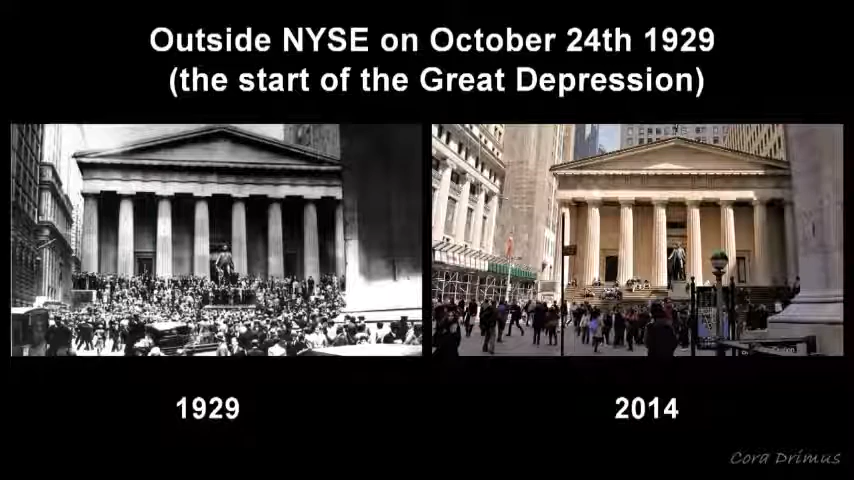 Outside NYSE on October 24th 1929
(the start of the Great Depression)
1929
2014
Cora Drimus